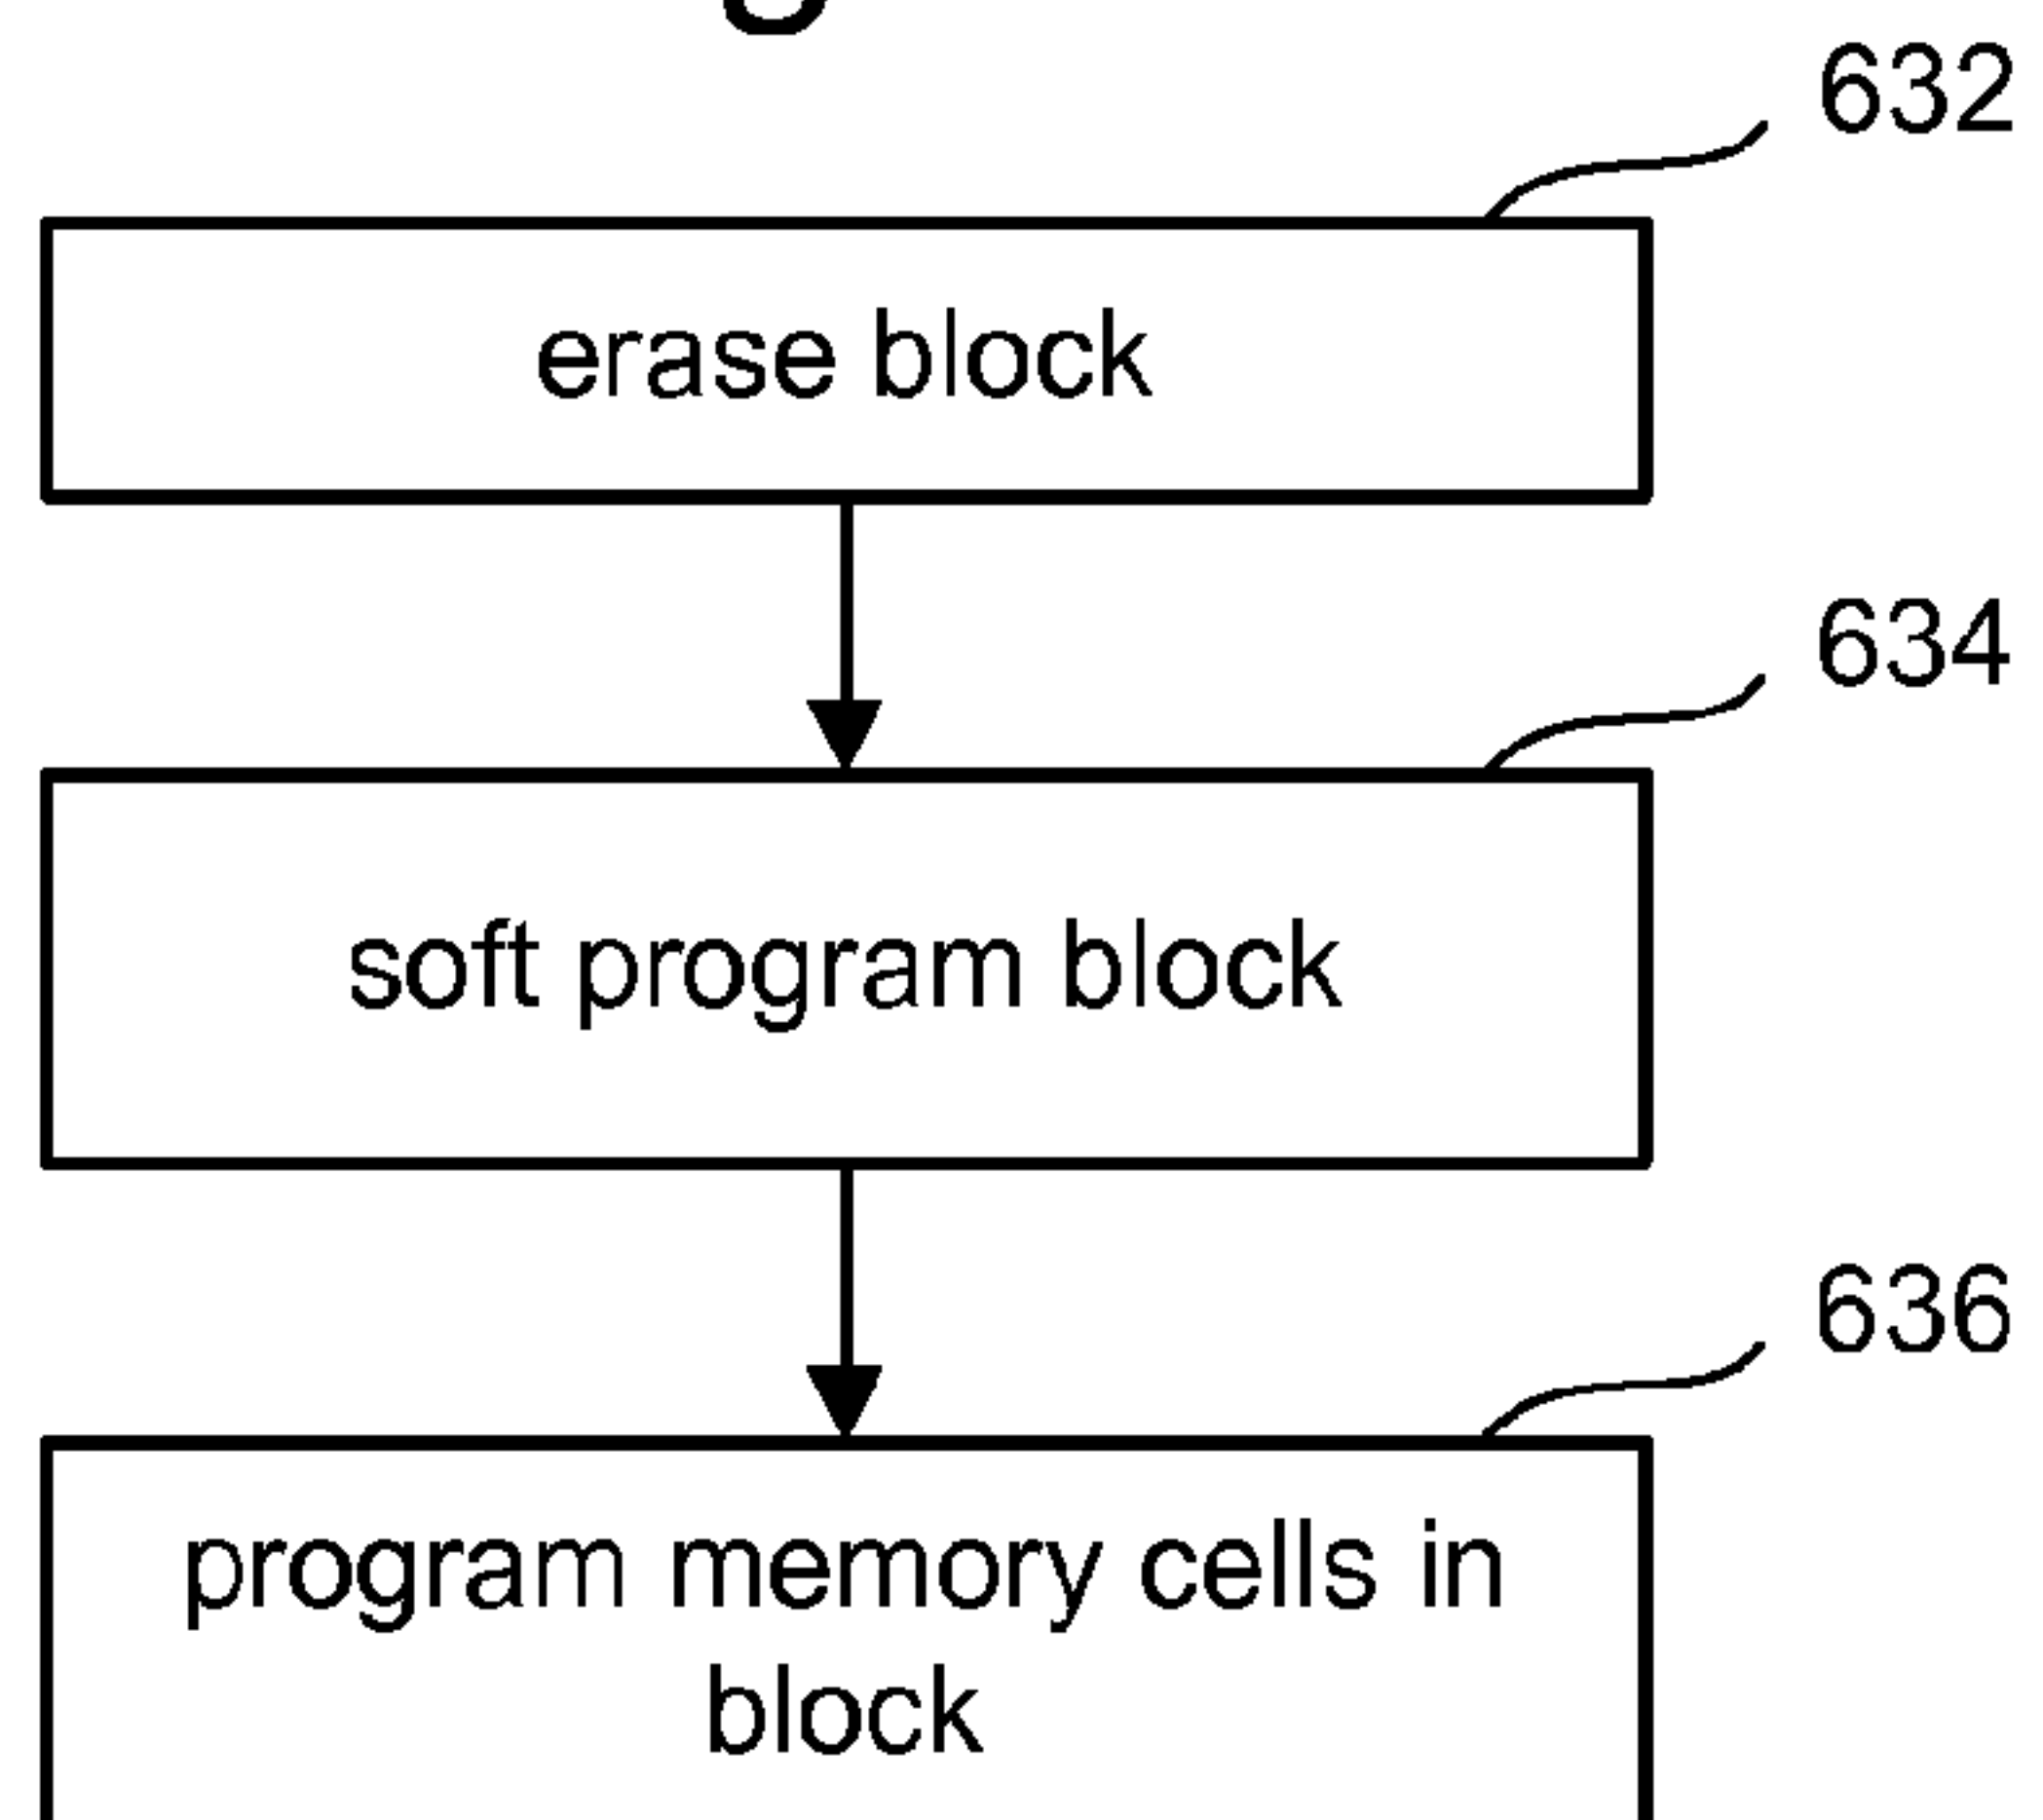 632
erase block
634
soft program block
636
program memory cells in
block